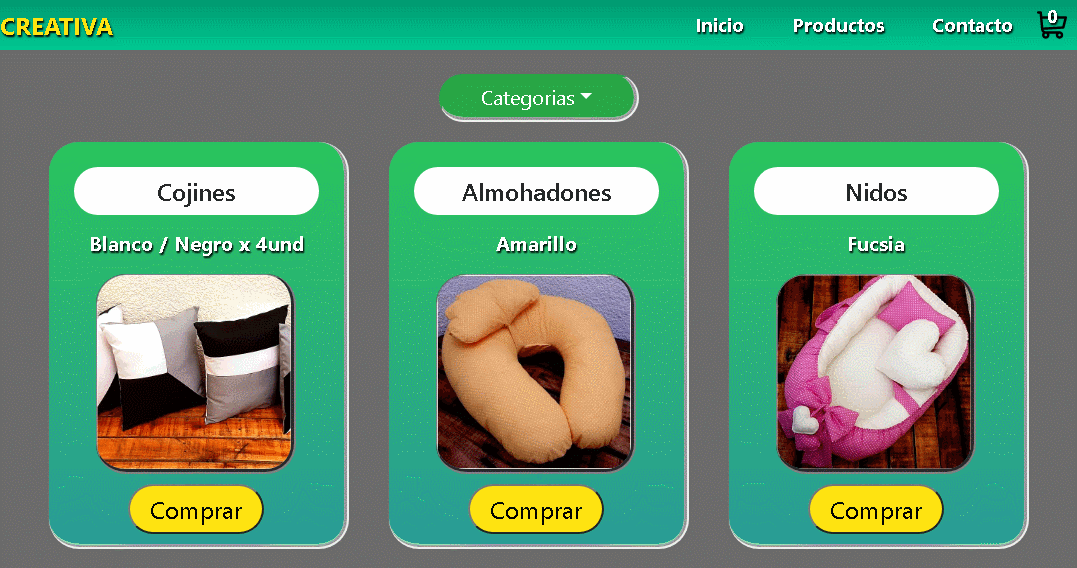 CREATIVA
Inicio Productos Contacto 0
Categorias
Cojines
Blanco / Negro x 4und
Comprar
Almohadones
Amarillo
Comprar
Nidos
Fucsia
Comprar